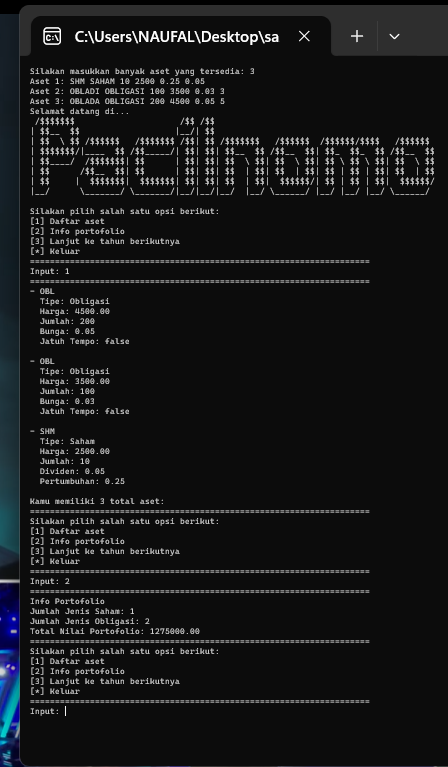 C:\Users\NAUFAL\Desktop\sa
Silakan masukkan banyak aset yang tersedia: 3
Aset 1: SHM SAHAM 10 2500 0.25 0.05
Aset 2: OBLADI OBLIGASI 100 3500 0.03 3
Aset 3: OBLADA OBLIGASI 200 4500 0.05 5
Selamat datang di...
Pacilnomo
Silakan pilih salah satu opsi berikut:
[1] Daftar aset
[2] Info portofolio
[3] Lanjut ke tahun berikutnya
[*] Keluar
====================================================================
Input: 1
====================================================================
- OBL
Tipe: Obligasi
Harga: 4500.00
Jumlah: 200
Bunga: 0.05
Jatuh Tempo: false
- OBL
Tipe: Obligasi
Harga: 3500.00
Jumlah: 100
Bunga: 0.03
Jatuh Tempo: false
- SHM
Tipe: Saham
Harga: 2500.00
Jumlah: 10
Dividen: 0.05
Pertumbuhan: 0.25
Kamu memiliki 3 total aset:
====================================================================
Silakan pilih salah satu opsi berikut:
[1] Daftar aset
[2] Info portofolio
[3] Lanjut ke tahun berikutnya
[*] Keluar
====================================================================
Input: 2
====================================================================
Info Portofolio
Jumlah Jenis Saham: 1
Jumlah Jenis Obligasi: 2
Total Nilai Portofolio: 1275000.00
====================================================================
Silakan pilih salah satu opsi berikut:
[1] Daftar aset
[2] Info portofolio
[3] Lanjut ke tahun berikutnya
[*] Keluar
====================================================================
Input: